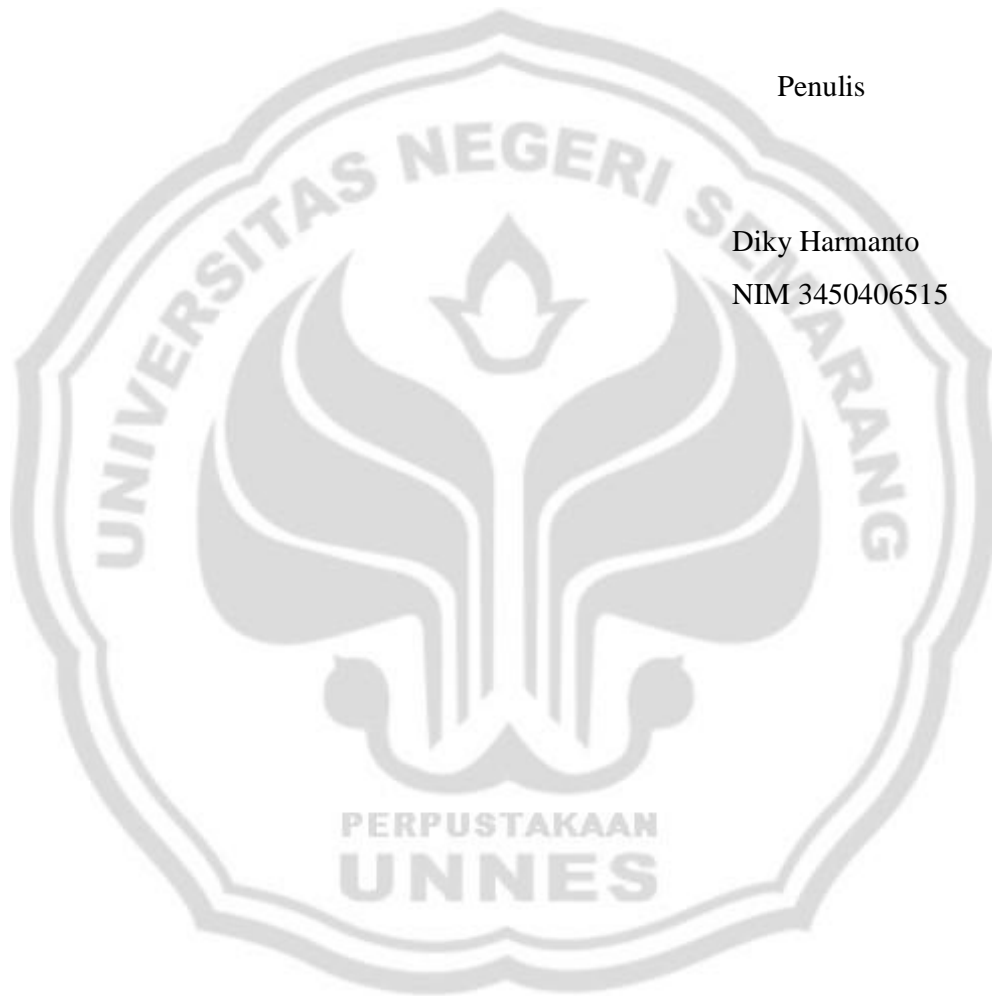 Penulis
Diky Harmanto
NIM 3450406515
UNIVERSITAS NEGERI SEMARANG
PERPUSTAKAAN
UNNES